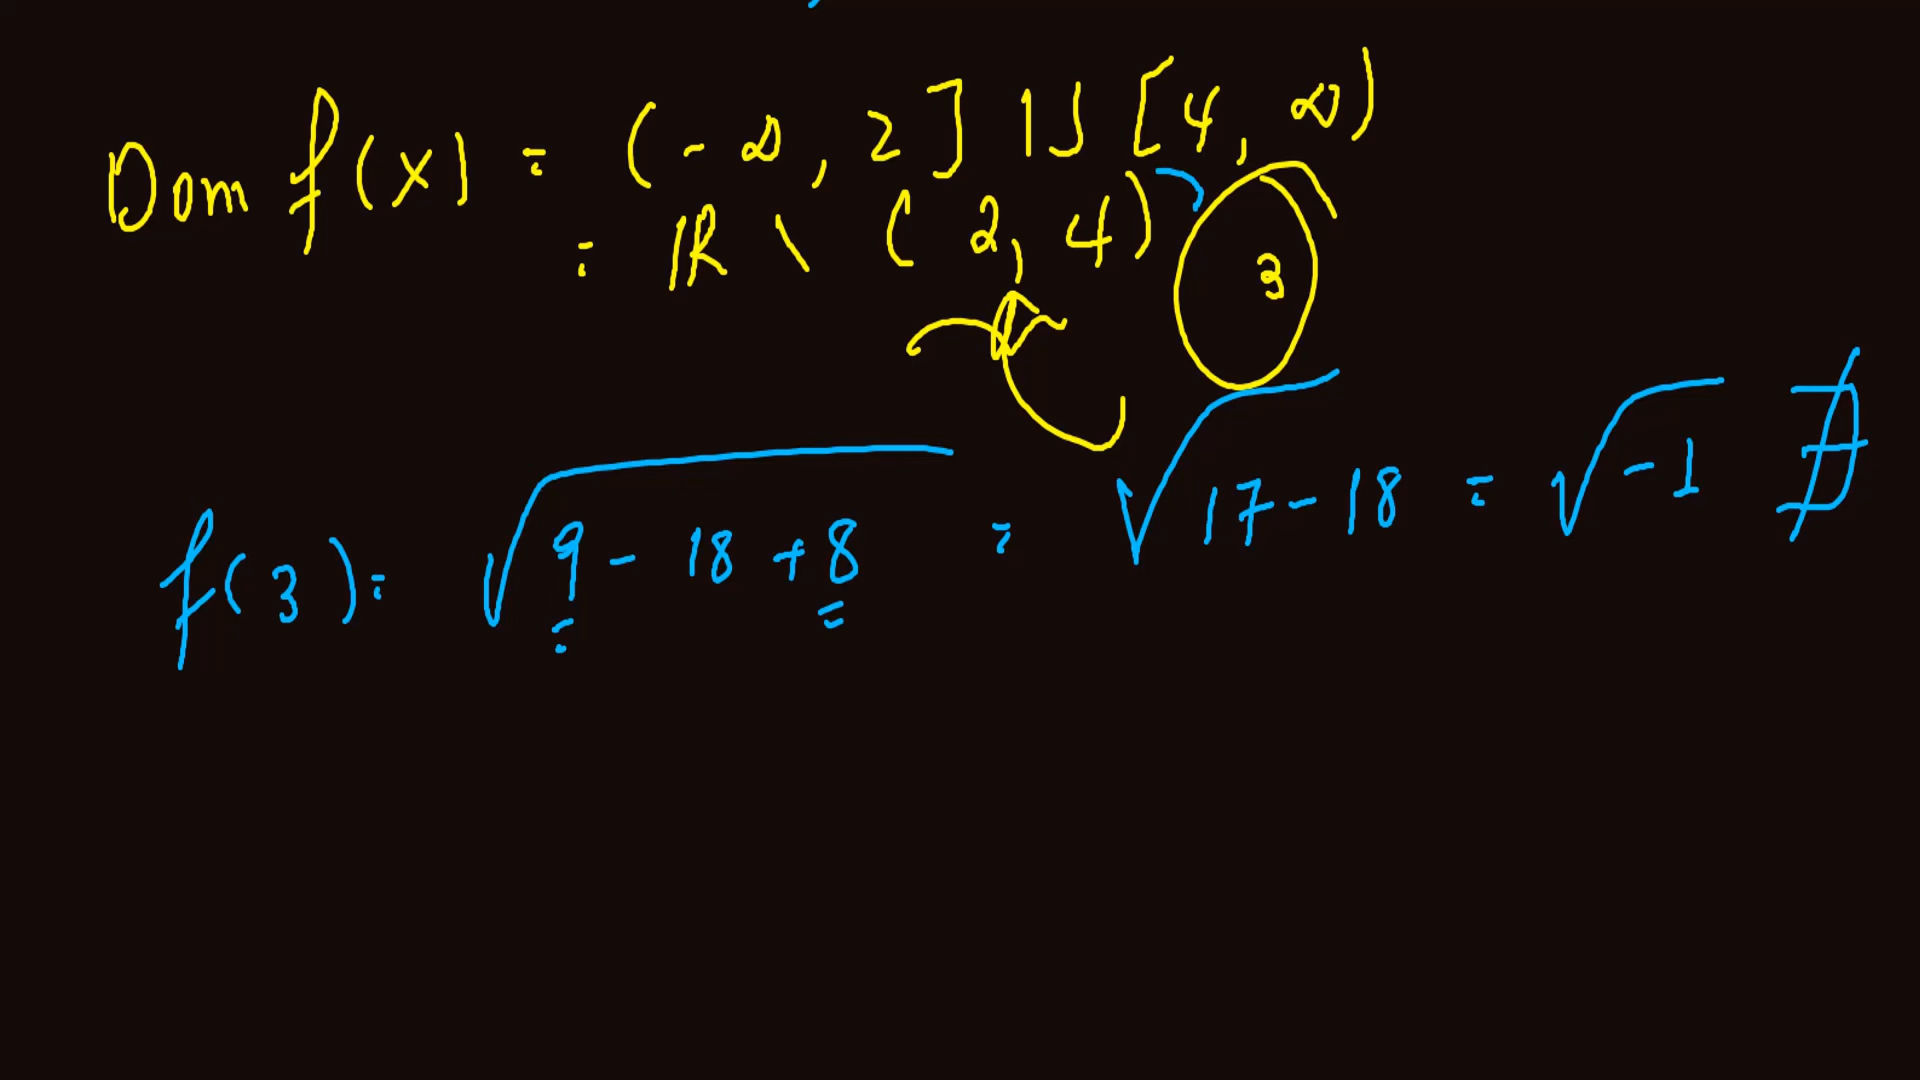 Dom f(x) = (-∞, 2] U [4, ∞)
= ℝ \ (2, 4)
3
f(3) = √(9 - 18 + 8) = √(17 - 18) = √(-1) ∄